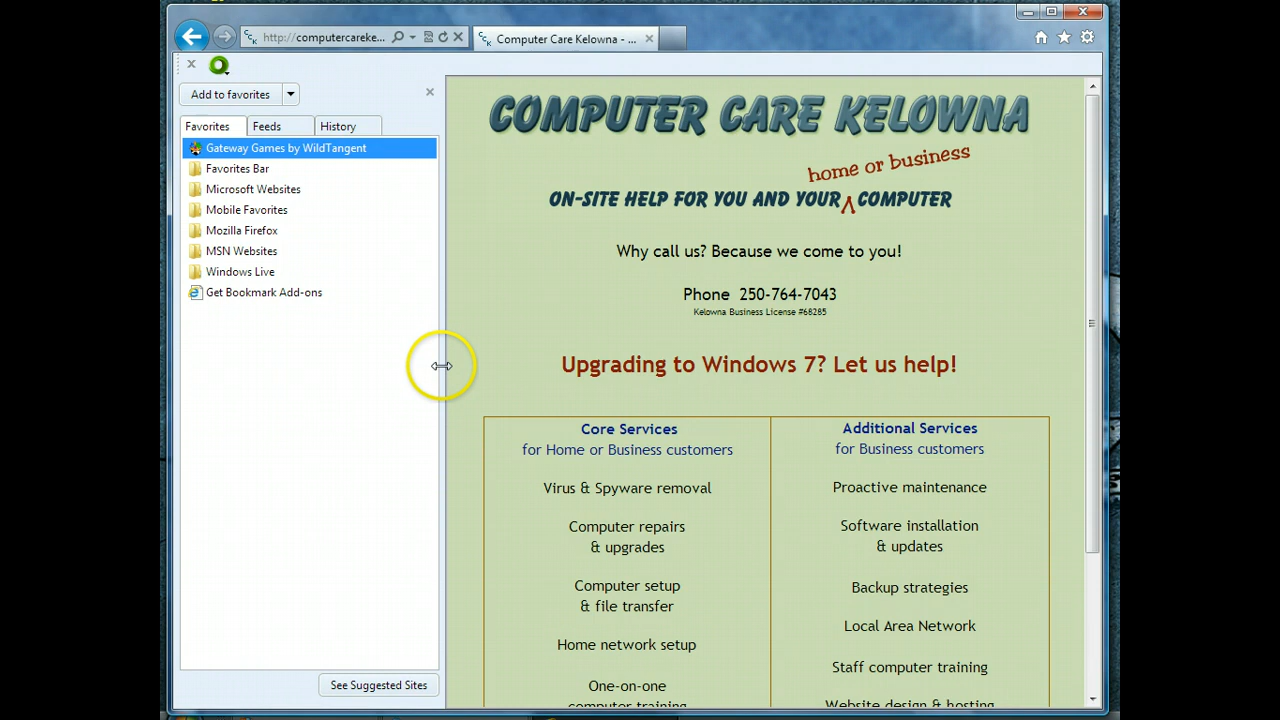 http://computercareke...
Computer Care Kelowna - ...
Add to favorites
Favorites
Feeds
History
Gateway Games by WildTangent
Favorites Bar
Microsoft Websites
Mobile Favorites
Mozilla Firefox
MSN Websites
Windows Live
Get Bookmark Add-ons
See Suggested Sites
COMPUTER CARE KELOWNA
home or business
ON-SITE HELP FOR YOU AND YOUR COMPUTER
Why call us? Because we come to you!
Phone 250-764-7043
Kelowna Business License #68285
Upgrading to Windows 7? Let us help!
Core Services
for Home or Business customers
Virus & Spyware removal
Computer repairs
& upgrades
Computer setup
& file transfer
Home network setup
One-on-one
computer training
Additional Services
for Business customers
Proactive maintenance
Software installation
& updates
Backup strategies
Local Area Network
Staff computer training
Website design & hosting